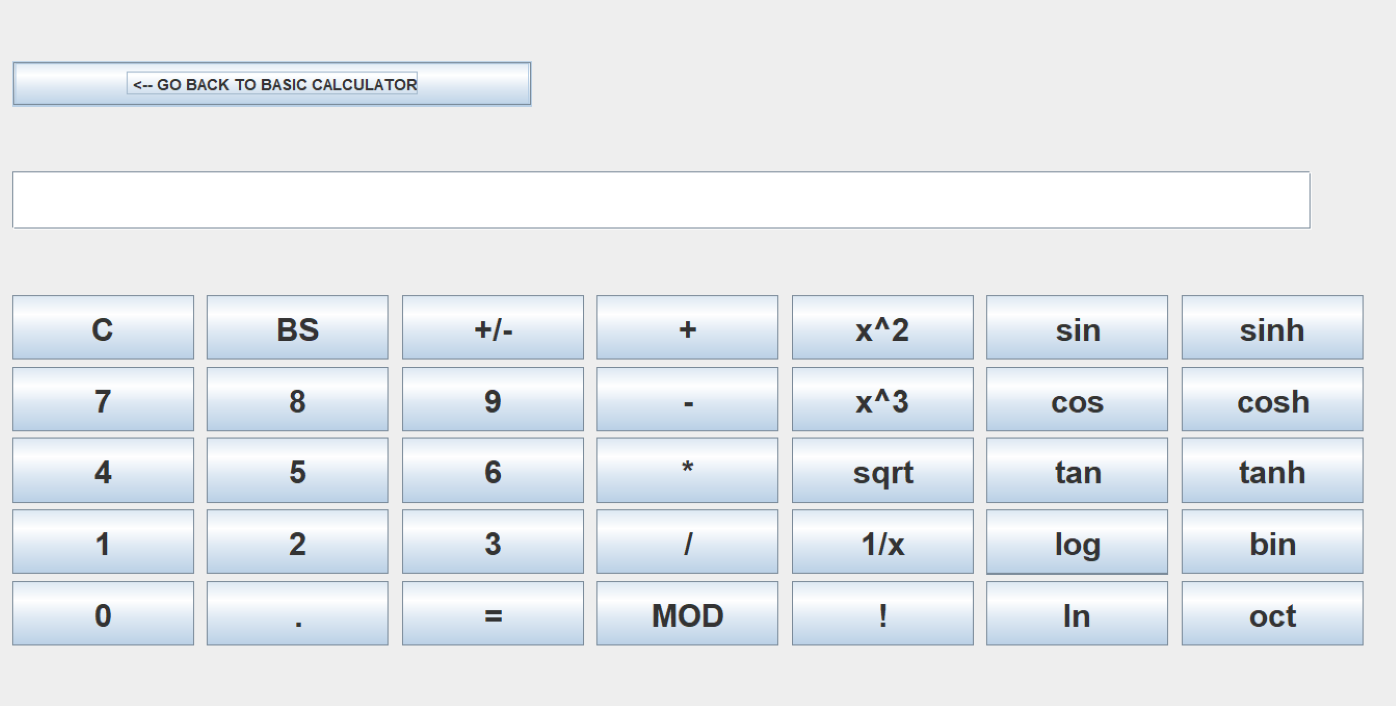 <-- GO BACK TO BASIC CALCULATOR
C BS +/- + x^2 sin sinh
7 8 9 - x^3 cos cosh
4 5 6 * sqrt tan tanh
1 2 3 / 1/x log bin
0 . = MOD ! ln oct